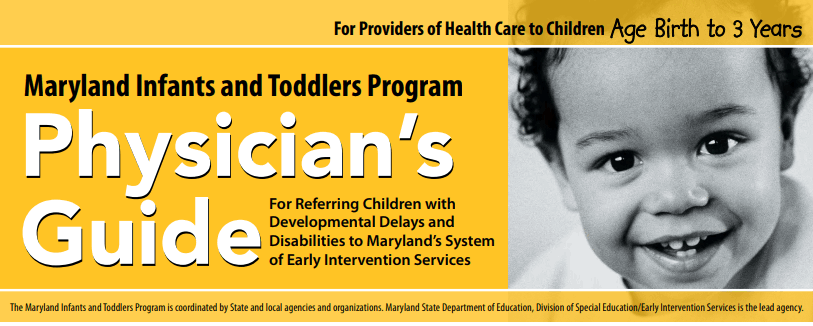 For Providers of Health Care to Children Age Birth to 3 Years
Maryland Infants and Toddlers Program
Physician's
Guide
For Referring Children with
Developmental Delays and
Disabilities to Maryland's System
of Early Intervention Services
The Maryland Infants and Toddlers Program is coordinated by State and local agencies and organizations. Maryland State Department of Education, Division of Special Education/Early Intervention Services is the lead agency.